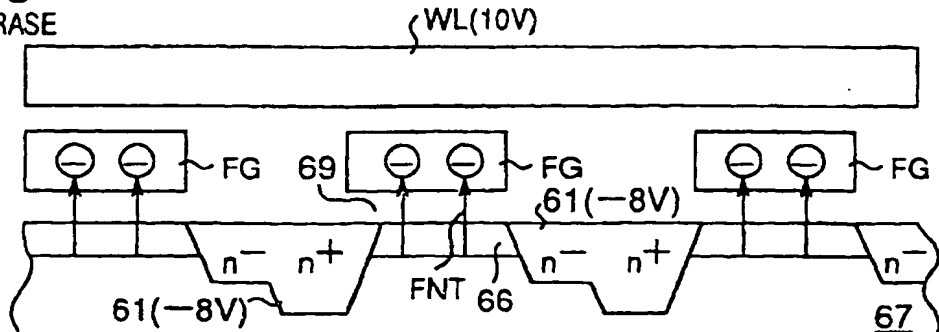 RASE
WL(10V)
FG
69
FG
FG
61(−8V)
n− n+
n− n+
n−
FNT
66
61(−8V)
67